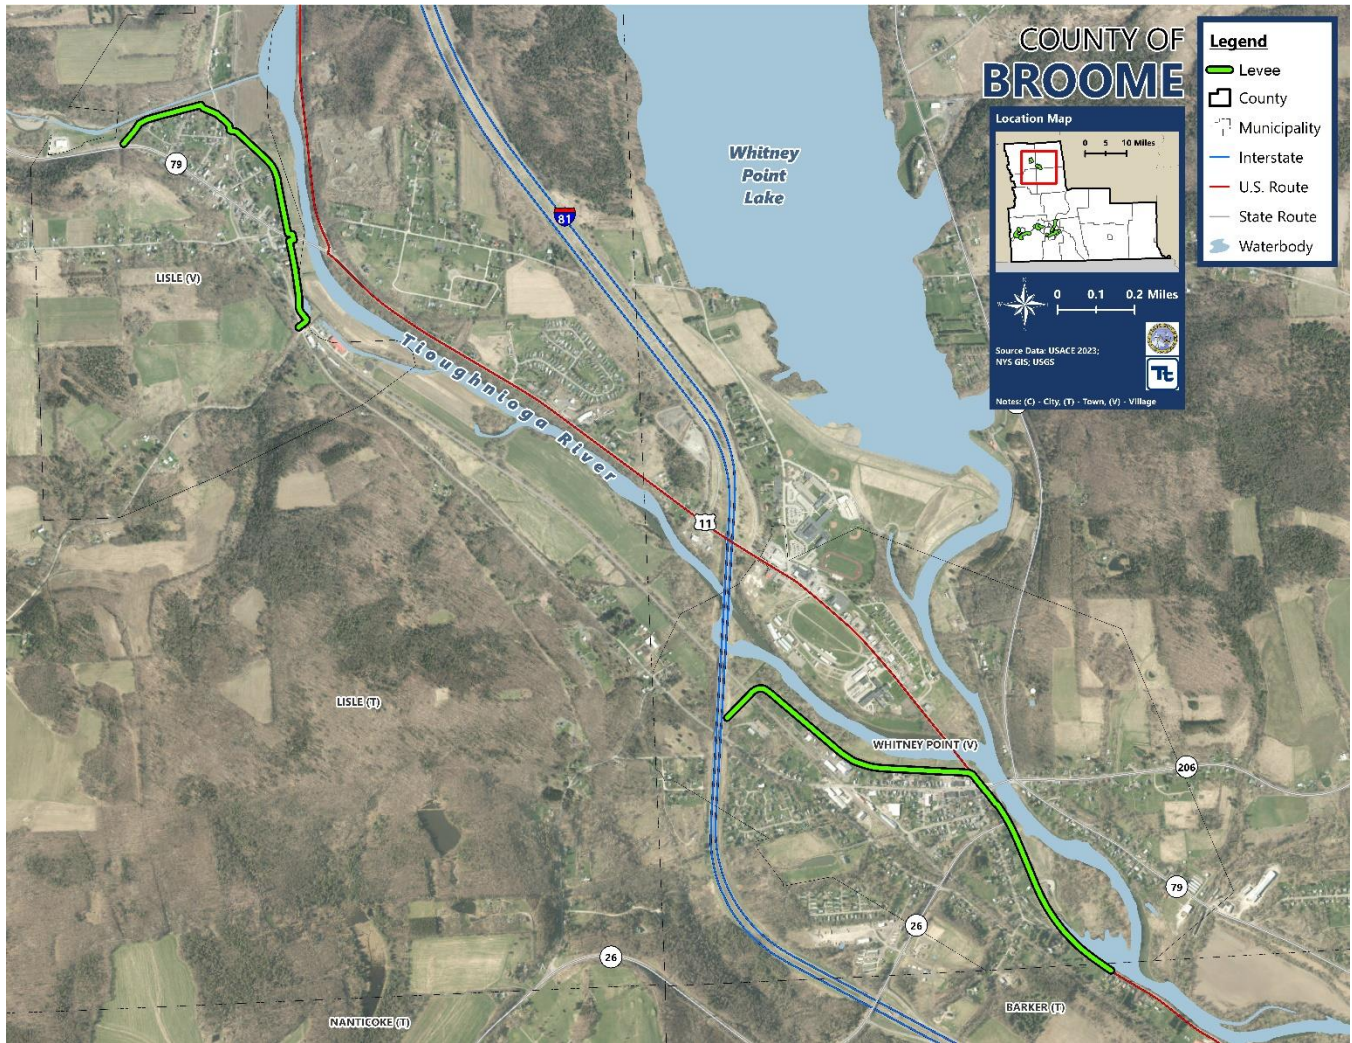 COUNTY OF
BROOME
Location Map
0 5 10 Miles
N
W E
S
0 0.1 0.2 Miles
Source Data: USACE 2023;
NYS GIS; USGS
Tt
Notes: (C) - City, (T) - Town, (V) - Village
Legend
Levee
County
Municipality
Interstate
U.S. Route
State Route
Waterbody
79
Whitney
Point
Lake
81
LISLE (V)
Tioughnioga River
11
LISLE (T)
WHITNEY POINT (V)
206
79
26
26
BARKER (T)
NANTICOKE (T)